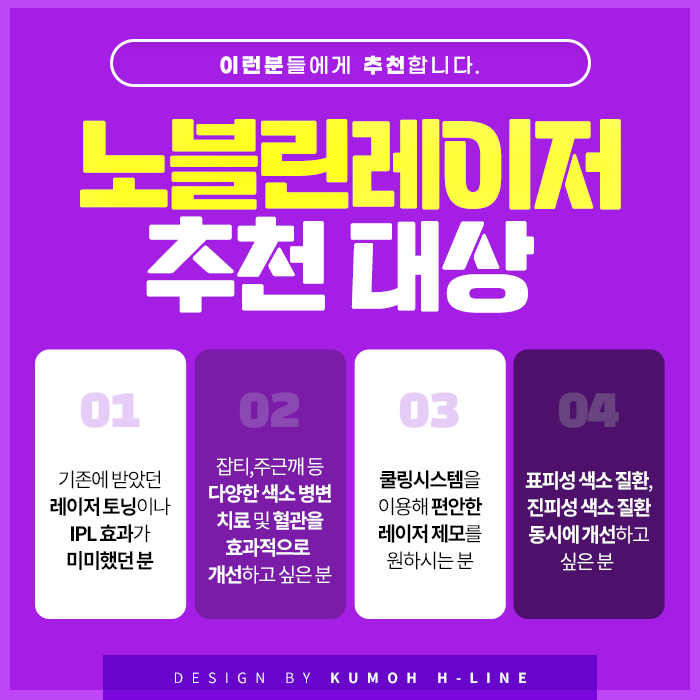 이런분들에게 추천합니다.
노블린레이저
추천 대상
01
기존에 받았던
레이저 토닝이나
IPL 효과가
미미했던 분
02
잡티,주근깨 등
다양한 색소 병변
치료 및 혈관을
효과적으로
개선하고 싶은 분
03
쿨링시스템을
이용해 편안한
레이저 제모를
원하시는 분
04
표피성 색소 질환,
진피성 색소 질환
동시에 개선하고
싶은 분
DESIGN BY KUMOH H-LINE